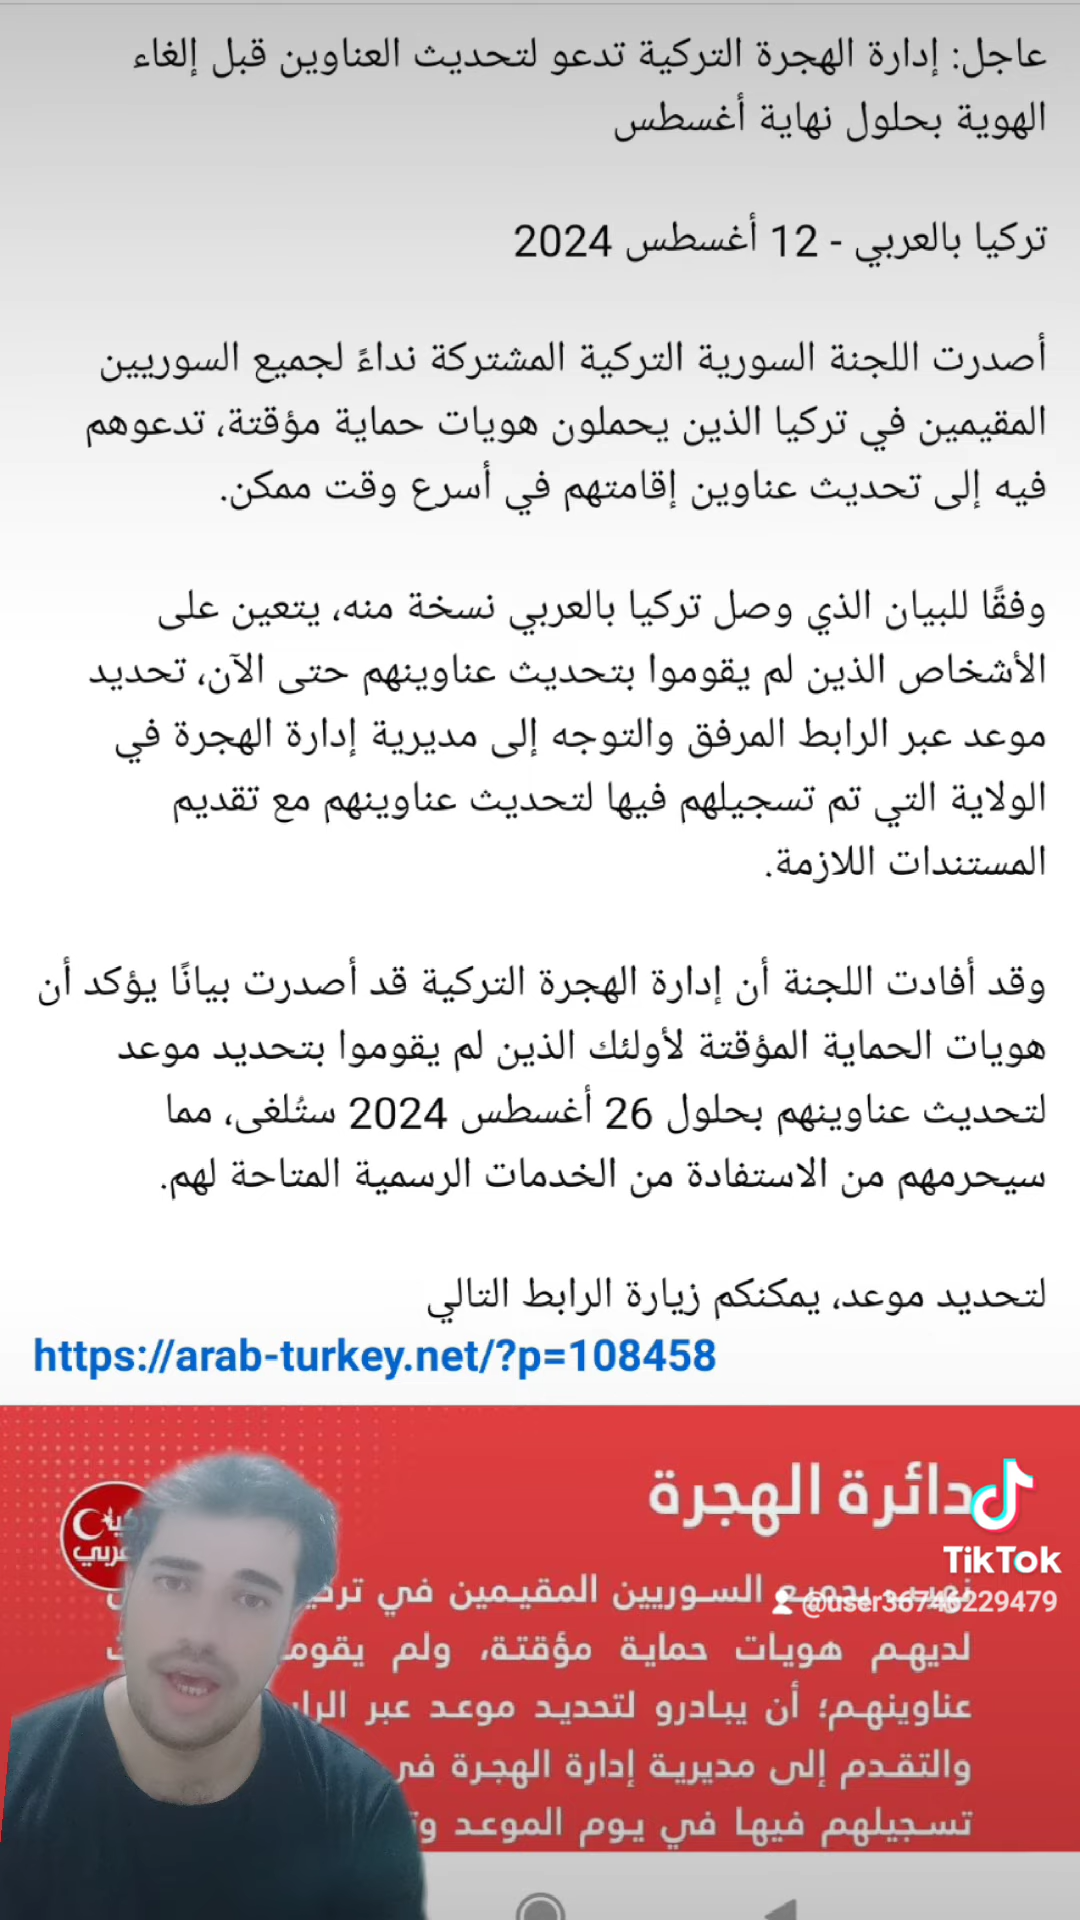 عاجل: إدارة الهجرة التركية تدعو لتحديث العناوين قبل إلغاء
الهوية بحلول نهاية أغسطس
تركيا بالعربي - 12 أغسطس 2024
أصدرت اللجنة السورية التركية المشتركة نداءً لجميع السوريين
المقيمين في تركيا الذين يحملون هويات حماية مؤقتة، تدعوهم
فيه إلى تحديث عناوين إقامتهم في أسرع وقت ممكن.
وفقًا للبيان الذي وصل تركيا بالعربي نسخة منه، يتعين على
الأشخاص الذين لم يقوموا بتحديث عناوينهم حتى الآن، تحديد
موعد عبر الرابط المرفق والتوجه إلى مديرية إدارة الهجرة في
الولاية التي تم تسجيلهم فيها لتحديث عناوينهم مع تقديم
المستندات اللازمة.
وقد أفادت اللجنة أن إدارة الهجرة التركية قد أصدرت بيانًا يؤكد أن
هويات الحماية المؤقتة لأولئك الذين لم يقوموا بتحديد موعد
لتحديث عناوينهم بحلول 26 أغسطس 2024 ستُلغى، مما
سيحرمهم من الاستفادة من الخدمات الرسمية المتاحة لهم.
لتحديد موعد، يمكنكم زيارة الرابط التالي
https://arab-turkey.net/?p=108458
دائرة الهجرة
TikTok
السوريين المقيمين في
@user36746229479
لديهم هويات حماية مؤقتة، ولم
عناوينهم؛ أن يبادرو لتحديد موعد عبر
والتقدم إلى مديرية إدارة الهجرة في
تسجيلهم فيها في يوم الموعد